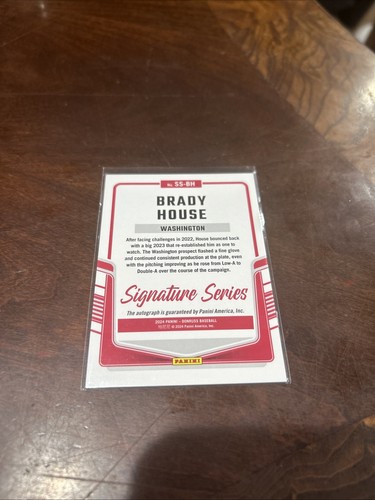 No. SS-BH
BRADY
HOUSE
WASHINGTON
After facing challenges in 2022, House bounced back
with a big 2023 that re-established him as one to
watch. The Washington prospect flashed a fine glove
and continued consistent production at the plate, even
with the pitching improving as he rose from Low-A to
Double-A over the course of the campaign.
Signature Series
The autograph is guaranteed by Panini America, Inc.
2024 PANINI – DONRUSS BASEBALL
© 2024 Panini America, Inc.
PANINI